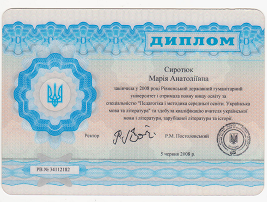 ДИПЛОМ
Сиротюк
Марія Анатоліївна
закінчила у 2008 році Рівненський державний гуманітарний
університет і отримала повну вищу освіту за
спеціальністю "Педагогіка і методика середньої освіти. Українська
мова та література" та здобула кваліфікацію вчителя української
мови і літератури, зарубіжної літератури та історії.
Ректор
Р.М. Постоловський
5 червня 2008 р.
РВ № 34112182